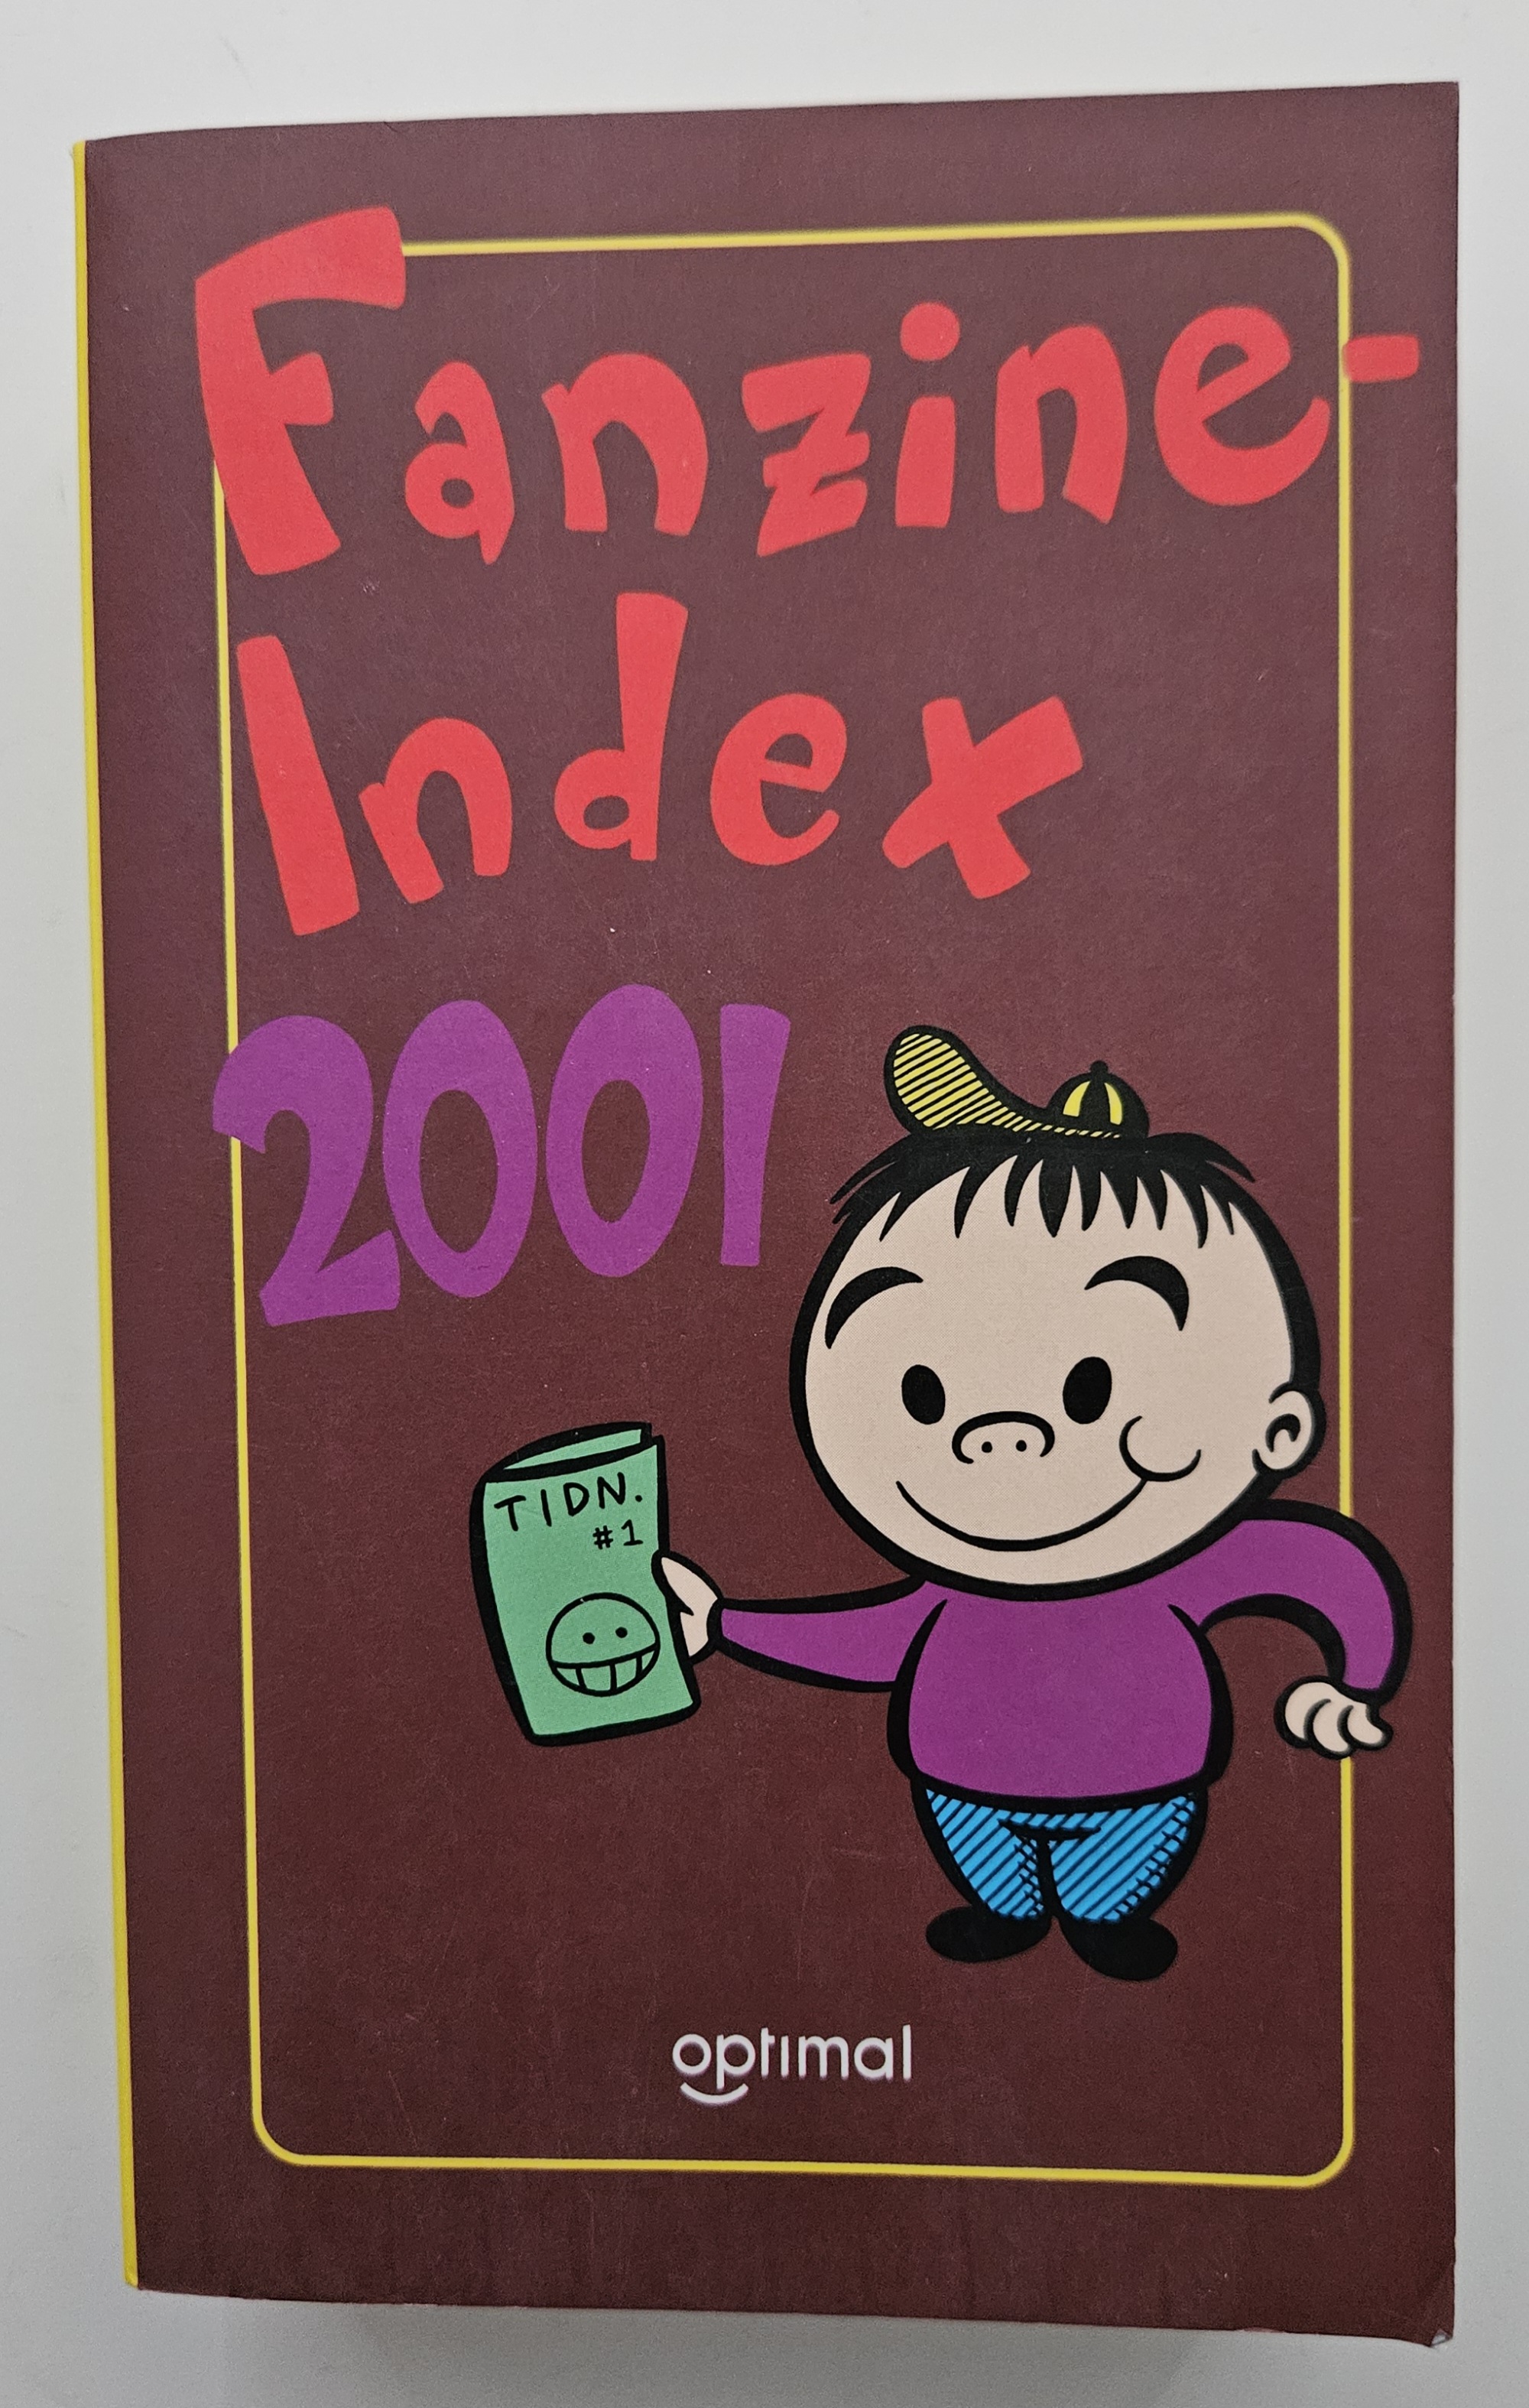 Fanzine-
Index
2001
TIDN.
#1
optimal